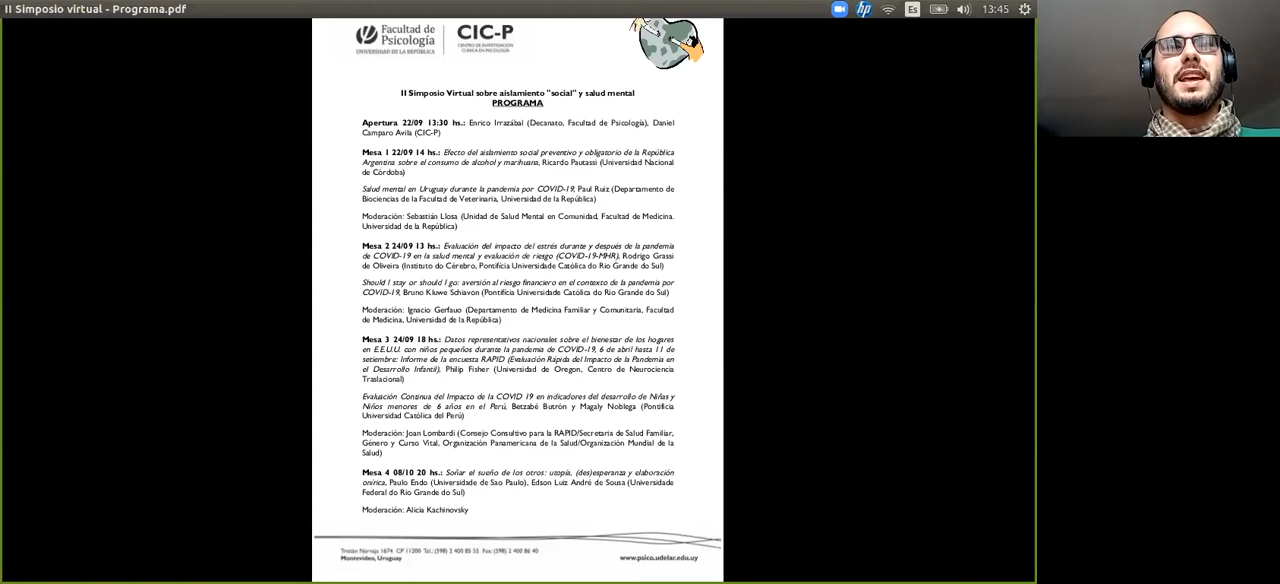 II Simposio virtual - Programa.pdf
hp
Es
13:45
Facultad de
Psicología
UNIVERSIDAD DE LA REPÚBLICA
CIC-P
CENTRO DE INVESTIGACIÓN
CLÍNICA EN PSICOLOGÍA
II Simposio Virtual sobre aislamiento "social" y salud mental
PROGRAMA
Apertura 22/09 13:30 hs.: Enrico Irrazábal (Decanato, Facultad de Psicología), Daniel
Camparo Avila (CIC-P)
Mesa 1 22/09 14 hs.: Efecto del aislamiento social preventivo y obligatorio de la República
Argentina sobre el consumo de alcohol y marihuana, Ricardo Pautassi (Universidad Nacional
de Córdoba)
Salud mental en Uruguay durante la pandemia por COVID-19, Paul Ruiz (Departamento de
Biociencias de la Facultad de Veterinaria, Universidad de la República)
Moderación: Sebastián Llosa (Unidad de Salud Mental en Comunidad, Facultad de Medicina.
Universidad de la República)
Mesa 2 24/09 13 hs.: Evaluación del impacto del estrés durante y después de la pandemia
de COVID-19 en la salud mental y evaluación de riesgo (COVID-19-MHR), Rodrigo Grassi
de Oliveira (Instituto do Cérebro, Pontifícia Universidade Católica do Rio Grande do Sul)
Should I stay or should I go: aversión al riesgo financiero en el contexto de la pandemia por
COVID-19, Bruno Kluwe Schiavon (Pontifícia Universidade Católica do Rio Grande do Sul)
Moderación: Ignacio Gerfauo (Departamento de Medicina Familiar y Comunitaria, Facultad
de Medicina, Universidad de la República)
Mesa 3 24/09 18 hs.: Datos representativos nacionales sobre el bienestar de los hogares
en E.E.U.U. con niños pequeños durante la pandemia de COVID-19, 6 de abril hasta 11 de
setiembre: Informe de la encuesta RAPID (Evaluación Rápida del Impacto de la Pandemia en
el Desarrollo Infantil), Philip Fisher (Universidad de Oregon, Centro de Neurociencia
Traslacional)
Evaluación Continua del Impacto de la COVID 19 en indicadores del desarrollo de Niñas y
Niños menores de 6 años en el Perú, Betzabé Butrón y Magaly Noblega (Pontificia
Universidad Católica del Perú)
Moderación: Joan Lombardi (Consejo Consultivo para la RAPID/Secretaria de Salud Familiar,
Género y Curso Vital, Organización Panamericana de la Salud/Organización Mundial de la
Salud)
Mesa 4 08/10 20 hs.: Soñar el sueño de los otros: utopía, (des)esperanza y elaboración
onírica, Paulo Endo (Universidade de Sao Paulo), Edson Luiz André de Sousa (Universidade
Federal do Rio Grande do Sul)
Moderación: Alicia Kachinovsky
Tristán Narvaja 1674 CP 11200 Tel.: (598) 2 400 85 55 Fax: (598) 2 400 86 40
Montevideo, Uruguay
www.psico.udelar.edu.uy